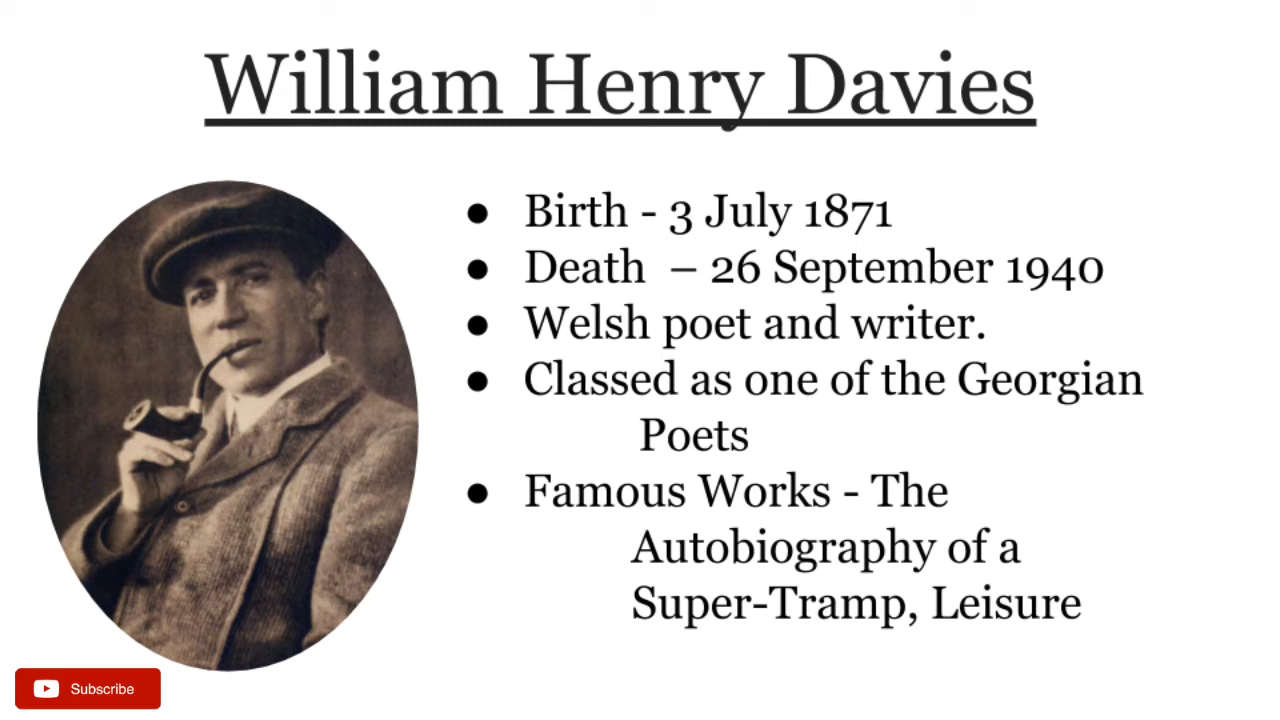 William Henry Davies
● Birth - 3 July 1871
● Death – 26 September 1940
● Welsh poet and writer.
● Classed as one of the Georgian
Poets
● Famous Works - The
Autobiography of a
Super-Tramp, Leisure
Subscribe